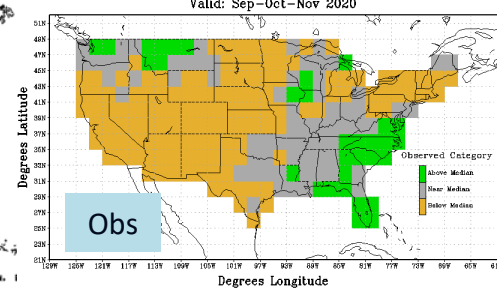 Valid: Sep-Oct-Nov 2020
51N
49N
47N
45N
43N
41N
39N
37N
35N
33N
31N
29N
27N
25N
23N
21N
Degrees Latitude
Observed Category
Above Median
Near Median
Below Median
Obs
129W 125W 121W 117W 113W 109W 105W 101W 97W 93W 89W 85W 81W 77W 73W 69W 65W
Degrees Longitude